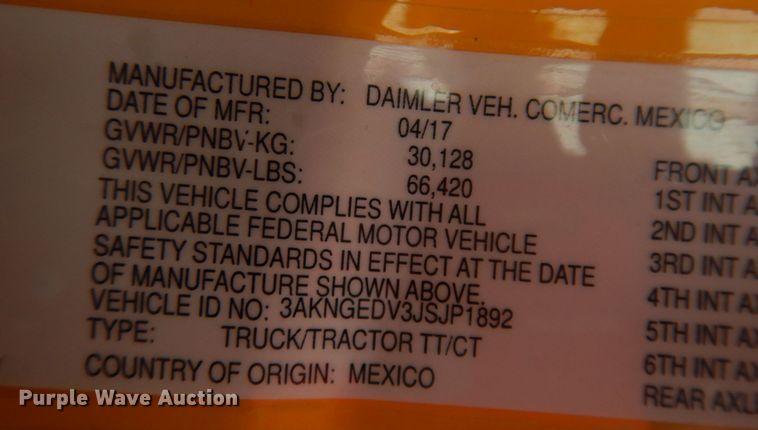 MANUFACTURED BY: DAIMLER VEH. COMERC. MEXICO
DATE OF MFR: 04/17
GVWR/PNBV-KG: 30,128
GVWR/PNBV-LBS: 66,420
THIS VEHICLE COMPLIES WITH ALL
APPLICABLE FEDERAL MOTOR VEHICLE
SAFETY STANDARDS IN EFFECT AT THE DATE
OF MANUFACTURE SHOWN ABOVE.
VEHICLE ID NO: 3AKNGEDV3JSJP1892
TYPE: TRUCK/TRACTOR TT/CT
COUNTRY OF ORIGIN: MEXICO
FRONT
1ST INT
2ND INT
3RD INT
4TH INT
5TH INT
6TH INT
REAR
Purple Wave Auction